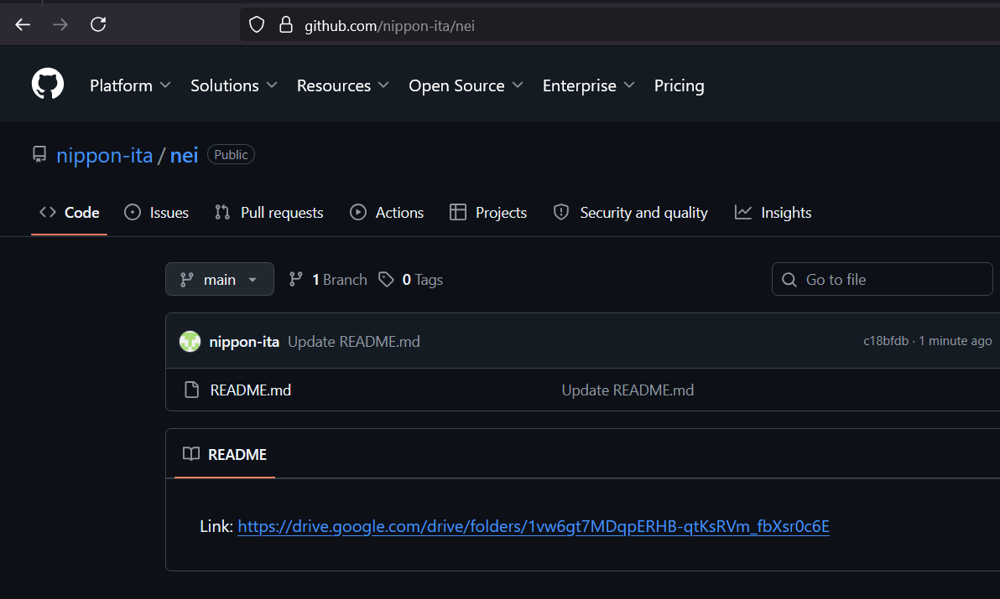 github.com/nippon-ita/nei
Platform Solutions Resources Open Source Enterprise Pricing
nippon-ita / nei Public
Code Issues Pull requests Actions Projects Security and quality Insights
main 1 Branch 0 Tags Go to file
nippon-ita Update README.md c18bfdb · 1 minute ago
README.md Update README.md
README
Link: https://drive.google.com/drive/folders/1vw6gt7MDqpERHB-qtKsRVm_fbXsr0c6E